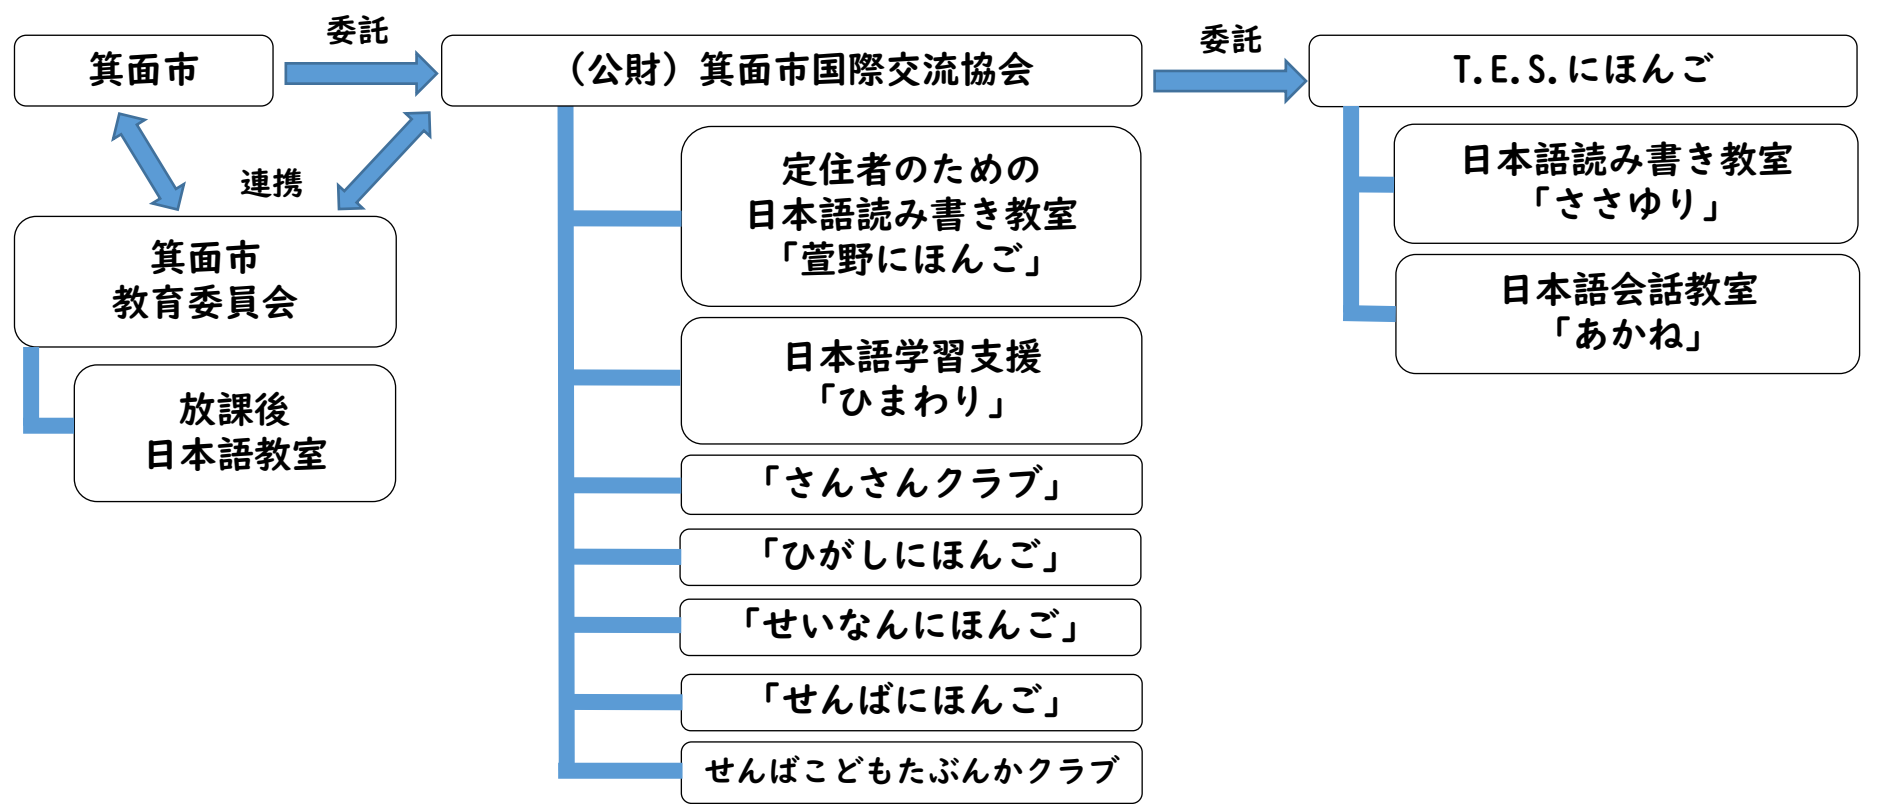 箕面市
委託
（公財）箕面市国際交流協会
委託
T.E.S.にほんご
連携
箕面市
教育委員会
放課後
日本語教室
定住者のための
日本語読み書き教室
「萱野にほんご」
日本語学習支援
「ひまわり」
「さんさんクラブ」
「ひがしにほんご」
「せいなんにほんご」
「せんばにほんご」
せんばこどもたぶんかクラブ
日本語読み書き教室
「ささゆり」
日本語会話教室
「あかね」